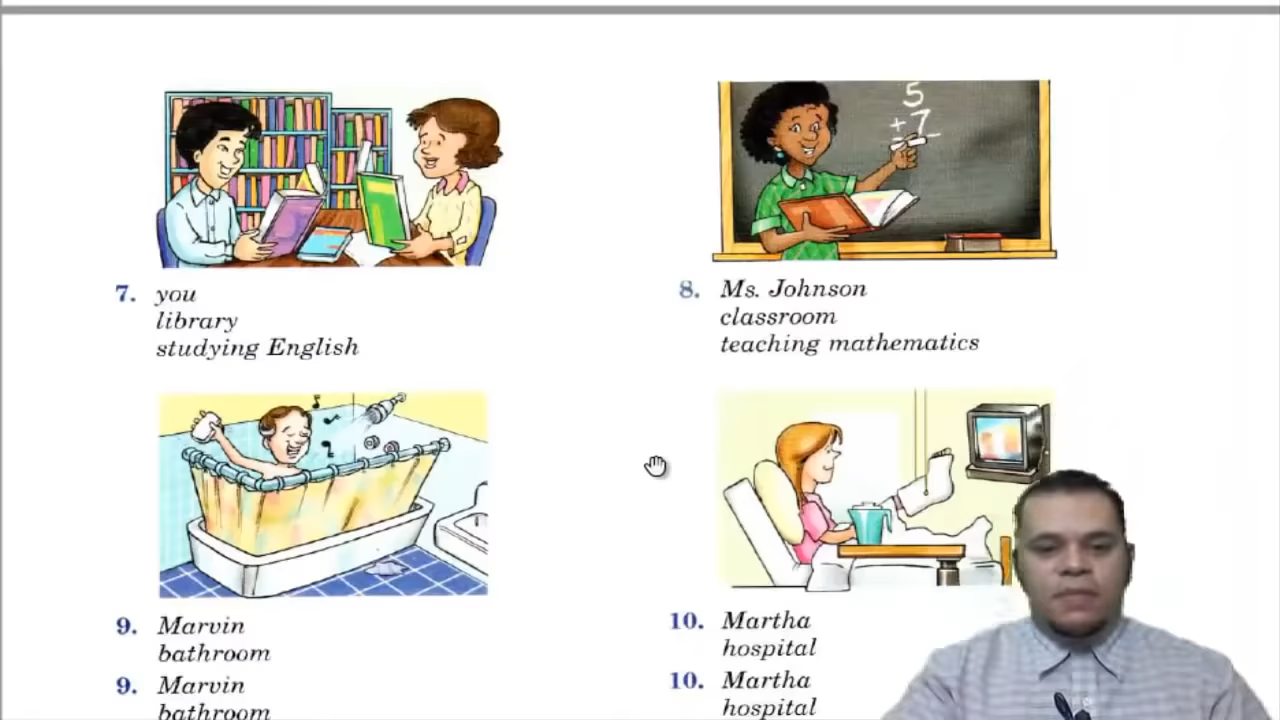 5
+7
7. you
library
studying English
8. Ms. Johnson
classroom
teaching mathematics
9. Marvin
bathroom
10. Martha
hospital
9. Marvin
bathroom
10. Martha
hospital